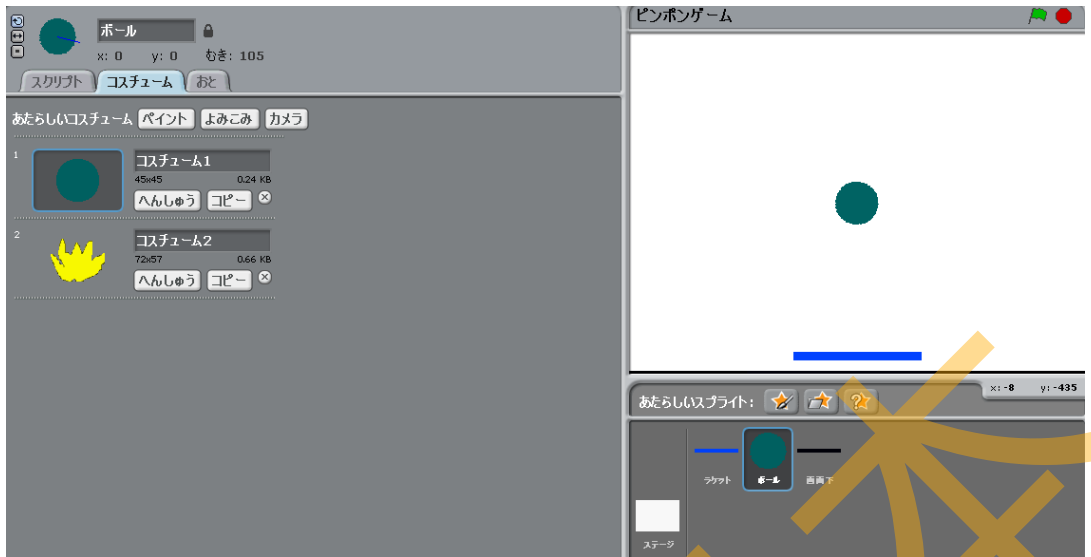 ボール
x: 0 y: 0 むき: 105
スクリプト コスチューム おと
あたらしいコスチューム ペイント よみこみ カメラ
1
コスチューム1
45x45 0.24 KB
へんしゅう コピー
2
コスチューム2
72x57 0.66 KB
へんしゅう コピー
ピンポンゲーム
x: -8 y: -435
あたらしいスプライト:
ラケット ボール 画面下
ステージ